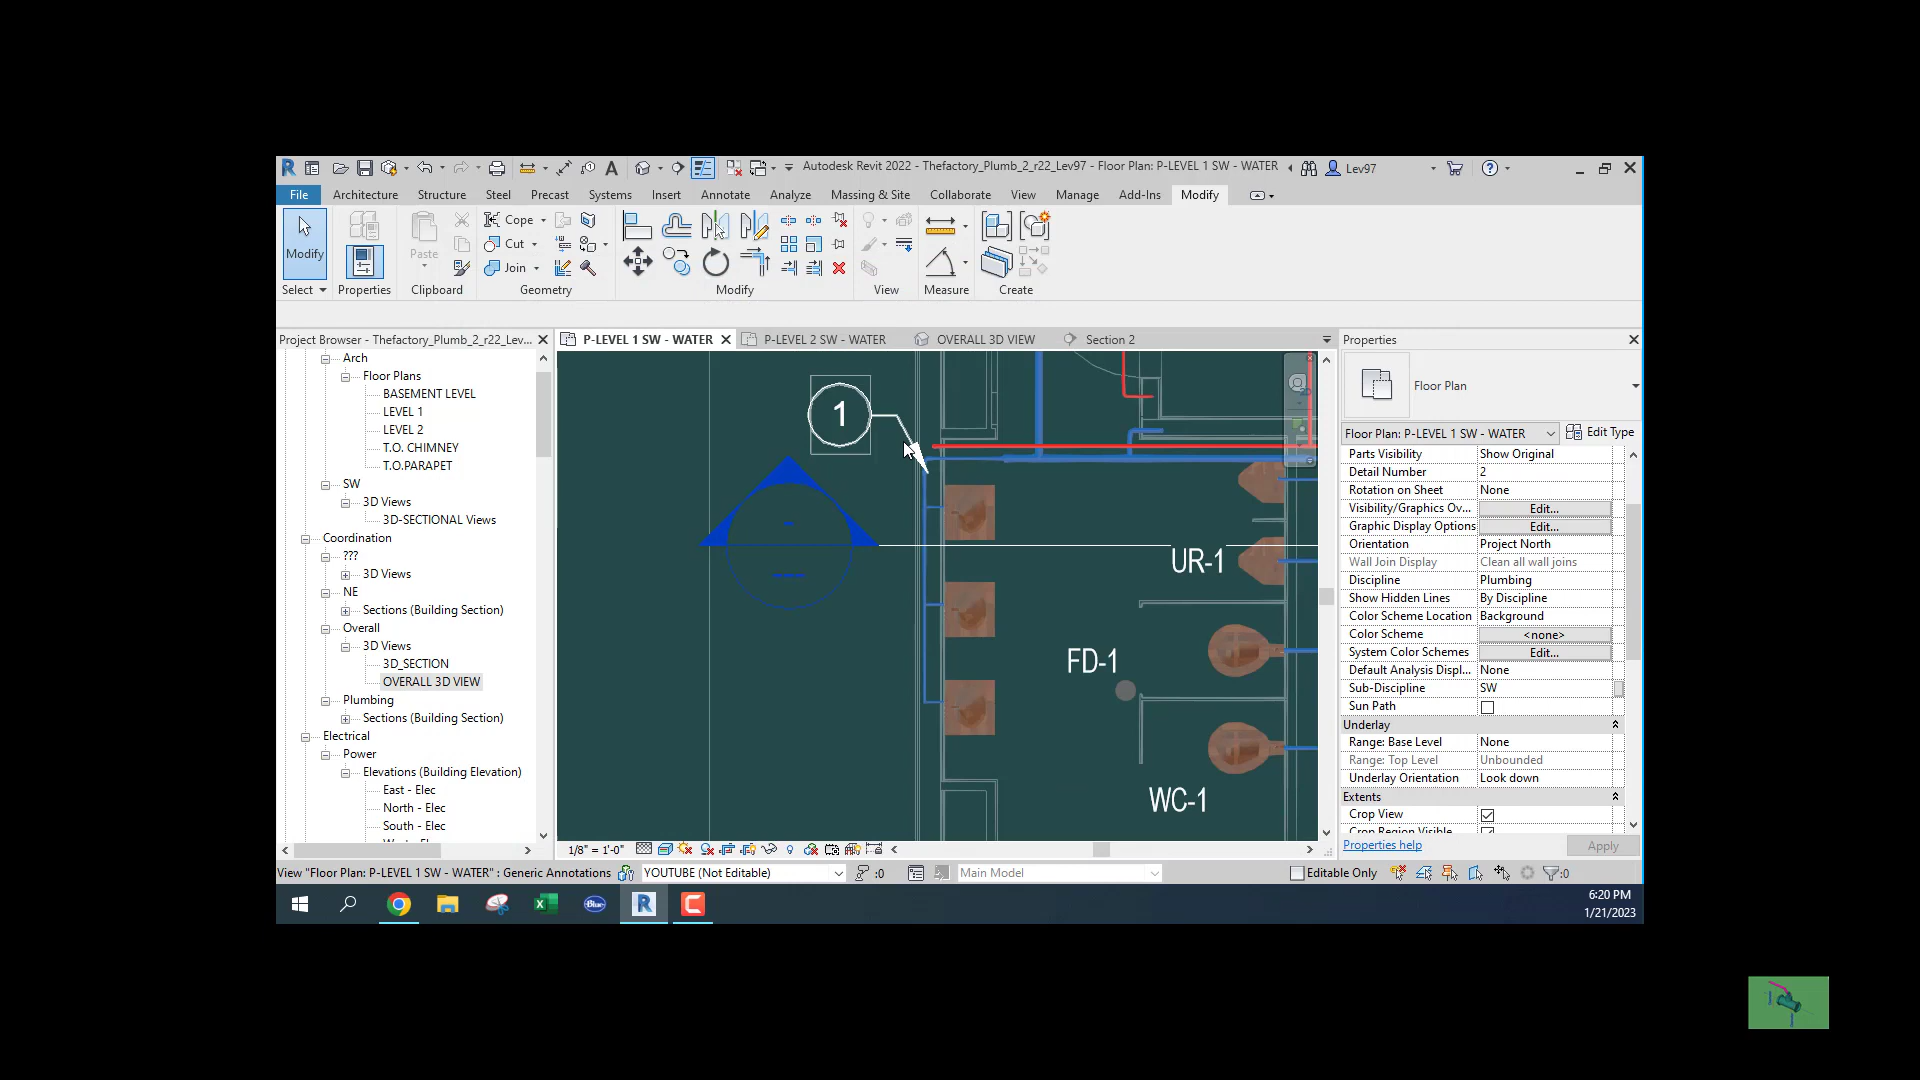 Autodesk Revit 2022 - Thefactory_Plumb_2_r22_Lev97 - Floor Plan: P-LEVEL 1 SW - WATER
Lev97
File Architecture Structure Steel Precast Systems Insert Annotate Analyze Massing & Site Collaborate View Manage Add-Ins Modify
Modify
Paste
Cope
Cut
Join
Select Properties Clipboard Geometry Modify View Measure Create
Project Browser - Thefactory_Plumb_2_r22_Lev...
Arch
Floor Plans
BASEMENT LEVEL
LEVEL 1
LEVEL 2
T.O. CHIMNEY
T.O.PARAPET
SW
3D Views
3D-SECTIONAL Views
Coordination
???
3D Views
NE
Sections (Building Section)
Overall
3D Views
3D_SECTION
OVERALL 3D VIEW
Plumbing
Sections (Building Section)
Electrical
Power
Elevations (Building Elevation)
East - Elec
North - Elec
South - Elec
P-LEVEL 1 SW - WATER
P-LEVEL 2 SW - WATER
OVERALL 3D VIEW
Section 2
1
UR-1
FD-1
WC-1
Properties
Floor Plan
Floor Plan: P-LEVEL 1 SW - WATER
Edit Type
Parts Visibility Show Original
Detail Number 2
Rotation on Sheet None
Visibility/Graphics Ov... Edit...
Graphic Display Options Edit...
Orientation Project North
Wall Join Display Clean all wall joins
Discipline Plumbing
Show Hidden Lines By Discipline
Color Scheme Location Background
Color Scheme <none>
System Color Schemes Edit...
Default Analysis Displ... None
Sub-Discipline SW
Sun Path
Underlay
Range: Base Level None
Range: Top Level Unbounded
Underlay Orientation Look down
Extents
Crop View
Crop Region Visible
Properties help
Apply
1/8" = 1'-0"
View "Floor Plan: P-LEVEL 1 SW - WATER" : Generic Annotations
YOUTUBE (Not Editable)
:0
Main Model
Editable Only
:0
6:20 PM
1/21/2023